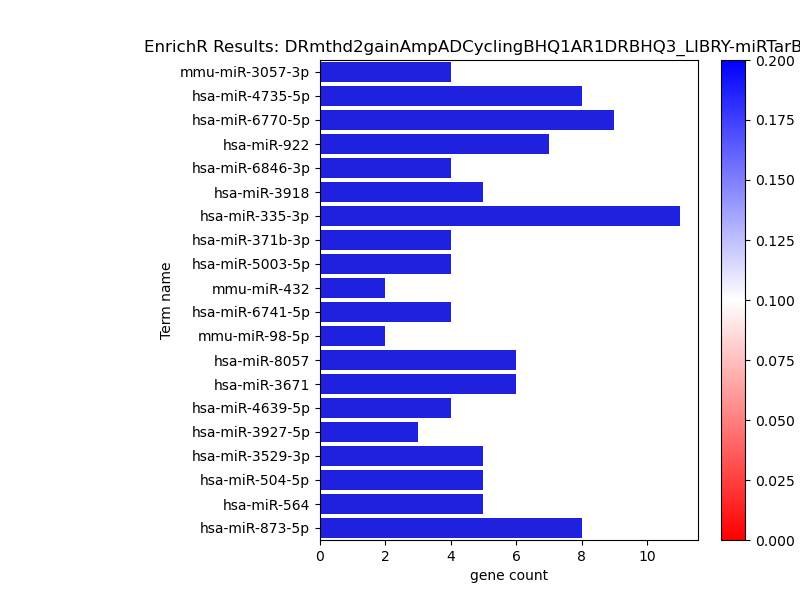 EnrichR Results: DRmthd2gainAmpADCyclingBHQ1AR1DRBHQ3_LIBRY-miRTarB
mmu-miR-3057-3p
hsa-miR-4735-5p
hsa-miR-6770-5p
hsa-miR-922
hsa-miR-6846-3p
hsa-miR-3918
hsa-miR-335-3p
hsa-miR-371b-3p
hsa-miR-5003-5p
mmu-miR-432
hsa-miR-6741-5p
mmu-miR-98-5p
hsa-miR-8057
hsa-miR-3671
hsa-miR-4639-5p
hsa-miR-3927-5p
hsa-miR-3529-3p
hsa-miR-504-5p
hsa-miR-564
hsa-miR-873-5p
Term name
0 2 4 6 8 10
gene count
0.200
0.175
0.150
0.125
0.100
0.075
0.050
0.025
0.000